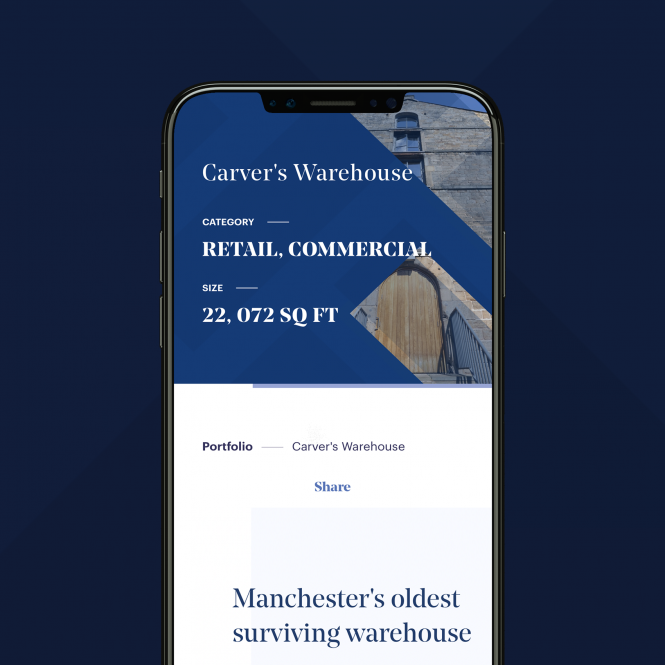 Carver's Warehouse
CATEGORY
RETAIL, COMMERCIAL
SIZE
22, 072 SQ FT
Portfolio — Carver's Warehouse
Share
Manchester's oldest
surviving warehouse